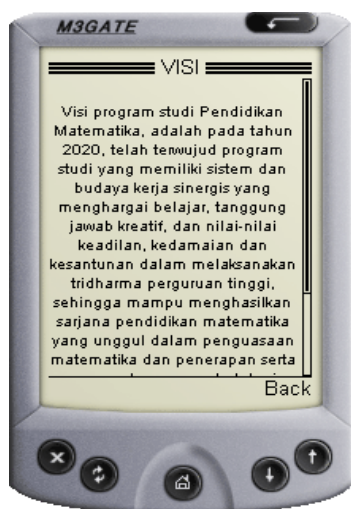 M3GATE
VISI
Visi program studi Pendidikan
Matematika, adalah pada tahun
2020, telah terwujud program
studi yang memiliki sistem dan
budaya kerja sinergis yang
menghargai belajar, tanggung
jawab kreatif, dan nilai-nilai
keadilan, kedamaian dan
kesantunan dalam melaksanakan
tridharma perguruan tinggi,
sehingga mampu menghasilkan
sarjana pendidikan matematika
yang unggul dalam penguasaan
matematika dan penerapan serta
Back